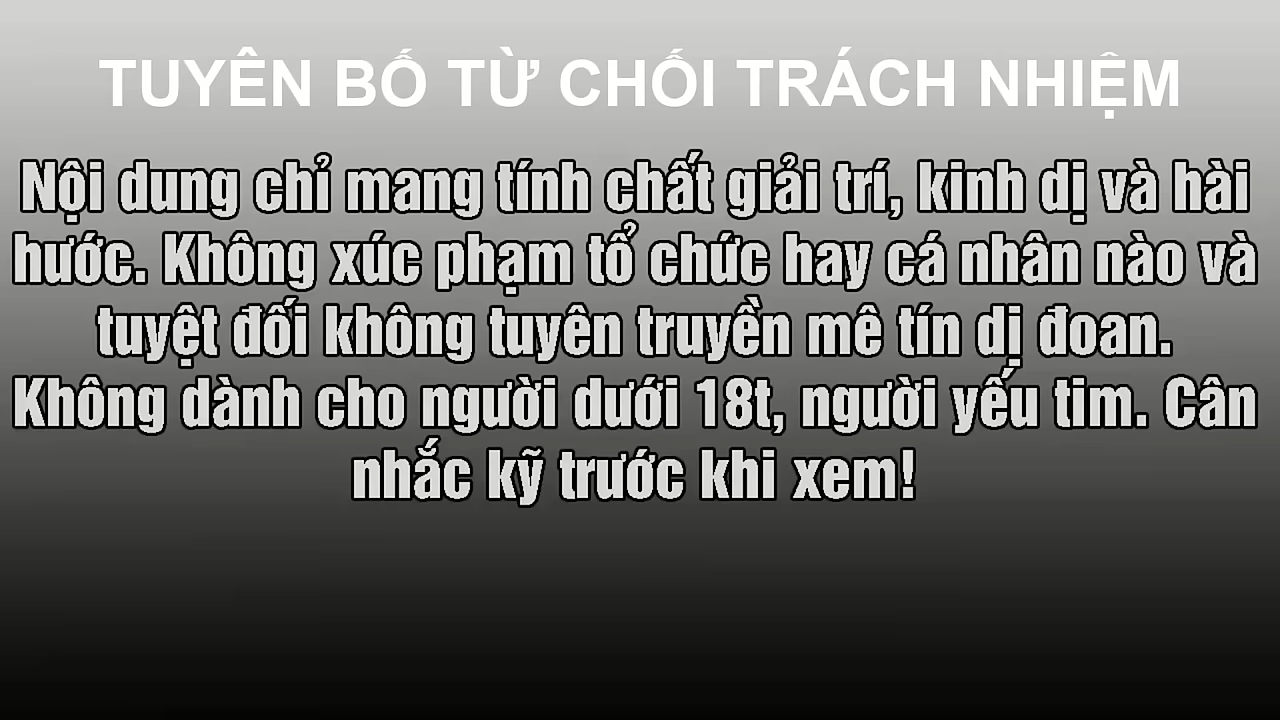 TUYÊN BỐ TỪ CHỐI TRÁCH NHIỆM
Nội dung chỉ mang tính chất giải trí, kinh dị và hài
hước. Không xúc phạm tổ chức hay cá nhân nào và
tuyệt đối không tuyên truyền mê tín dị đoan.
Không dành cho người dưới 18t, người yếu tim. Cân
nhắc kỹ trước khi xem!